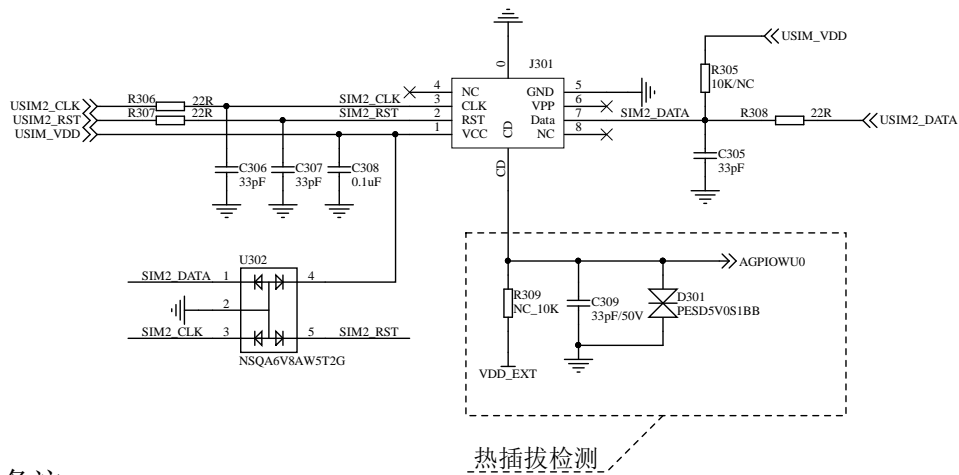 USIM_VDD
J301
R305
10K/NC
0
4
NC
GND
5
USIM2_CLK
R306
22R
SIM2_CLK
3
CLK
VPP
6
USIM2_RST
R307
22R
SIM2_RST
2
RST
Data
7
SIM2_DATA
R308
22R
USIM2_DATA
USIM_VDD
1
VCC
CD
NC
8
C306
33pF
C307
33pF
C308
0.1uF
CD
C305
33pF
U302
SIM2_DATA
1
4
2
SIM2_CLK
3
5
SIM2_RST
NSQA6V8AW5T2G
AGPIOWU0
R309
NC_10K
C309
33pF/50V
D301
PESD5V0S1BB
VDD_EXT
热插拔检测